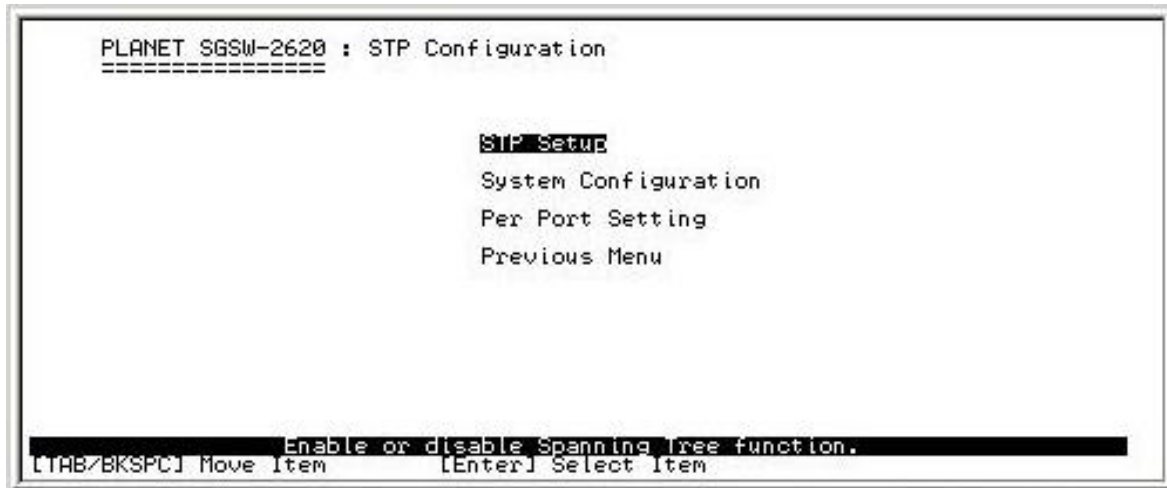 PLANET SGSW-2620 : STP Configuration
================
STP Setup
System Configuration
Per Port Setting
Previous Menu
Enable or disable Spanning Tree function.
[TAB/BKSPC] Move Item [Enter] Select Item